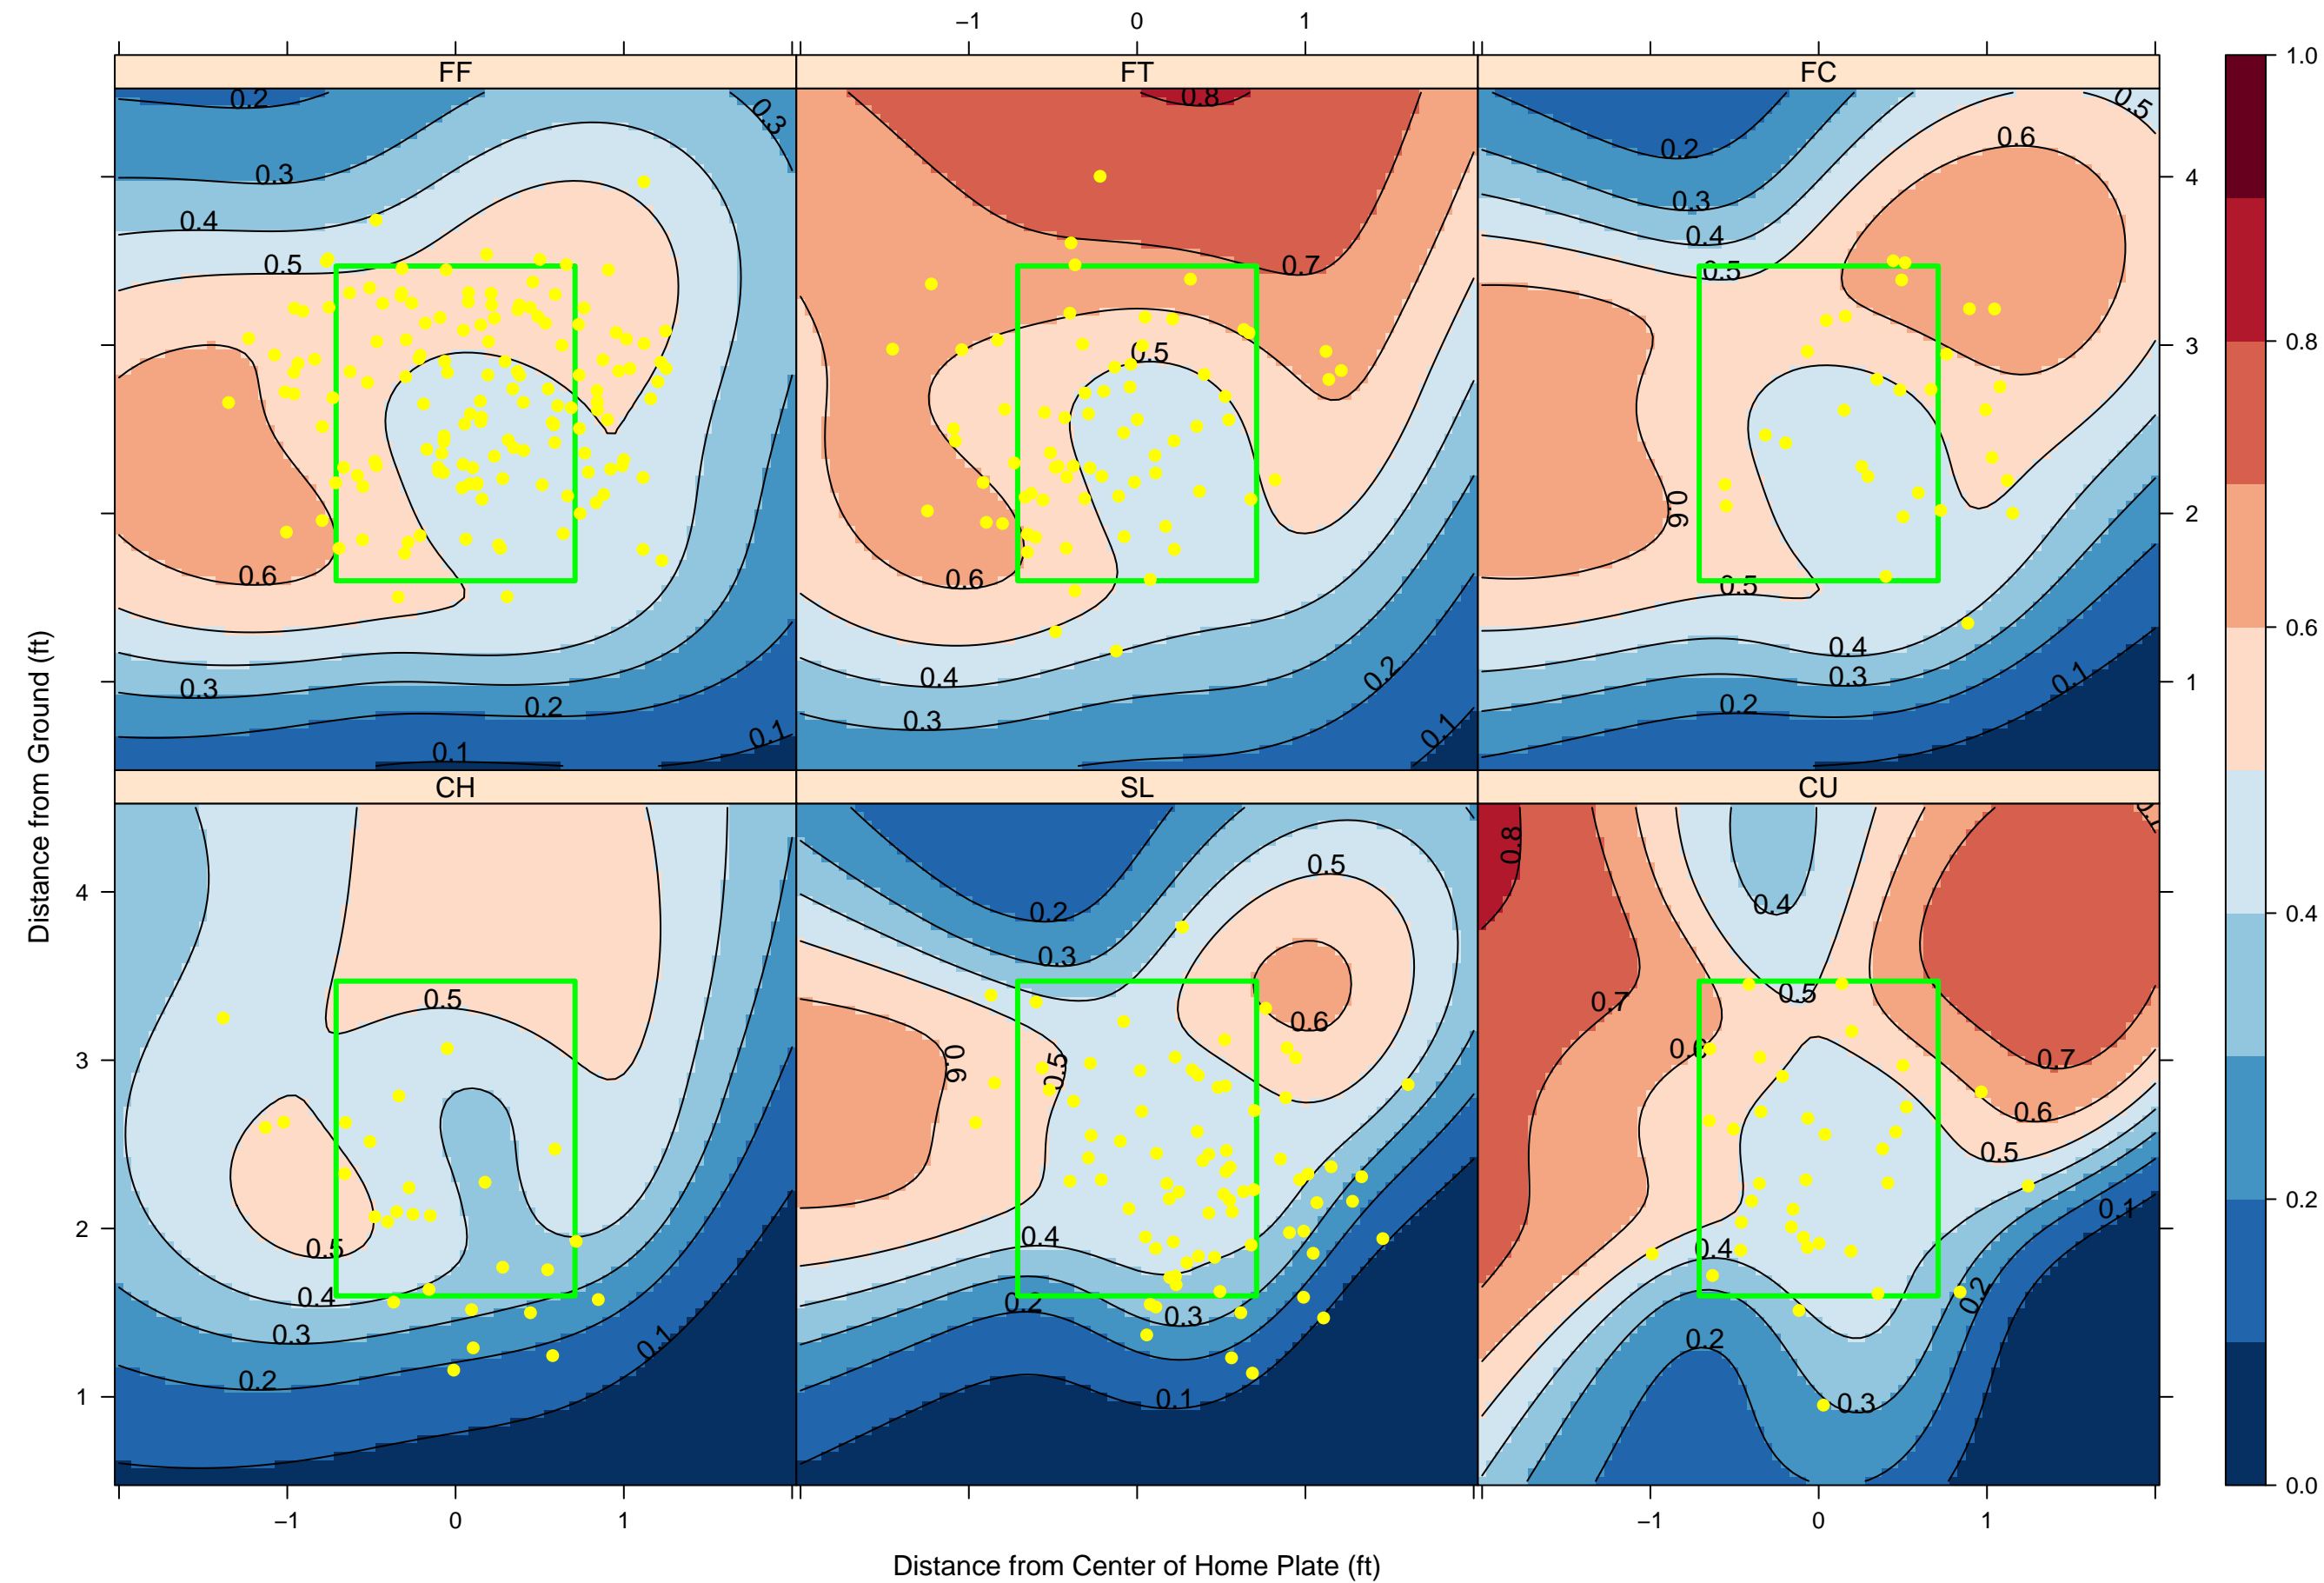 −1 0 1
FF FT FC
0.2 0.3 0.3 0.4 0.5 0.6 0.3 0.2 0.1 0.1
0.8 0.7 0.5 0.6 0.4 0.3 0.2 0.1
0.5 0.6 0.2 0.3 0.4 0.5 0.6 0.5 0.4 0.3 0.2 0.1
4
3
2
1
CH SL CU
0.5 0.5 0.4 0.3 0.2 0.1
0.5 0.2 0.3 0.6 0.6 0.5 0.4 0.2 0.3 0.1
0.8 0.4 0.5 0.7 0.6 0.7 0.6 0.5 0.1 0.4 0.2 0.2 0.3
4
3
2
1
−1 0 1
−1 0 1
Distance from Center of Home Plate (ft)
Distance from Ground (ft)
1.0
0.8
0.6
0.4
0.2
0.0